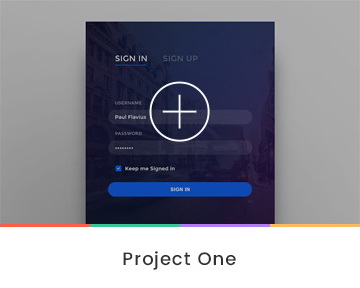 SIGN IN SIGN UP
USERNAME
Paul Flavius
PASSWORD
••••••••
Keep me Signed in
SIGN IN
Project One